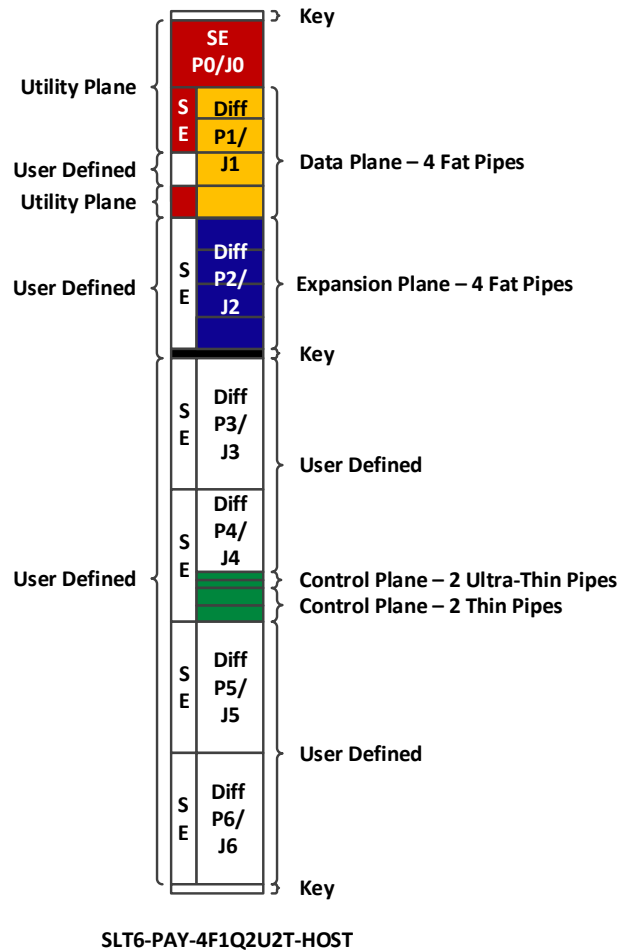 Key
SE
P0/J0
Utility Plane
S
E
Diff
P1/
J1
User Defined
Data Plane – 4 Fat Pipes
Utility Plane
User Defined
S
E
Diff
P2/
J2
Expansion Plane – 4 Fat Pipes
Key
S
E
Diff
P3/
J3
User Defined
S
E
Diff
P4/
J4
User Defined
Control Plane – 2 Ultra-Thin Pipes
Control Plane – 2 Thin Pipes
S
E
Diff
P5/
J5
User Defined
S
E
Diff
P6/
J6
Key
SLT6-PAY-4F1Q2U2T-HOST